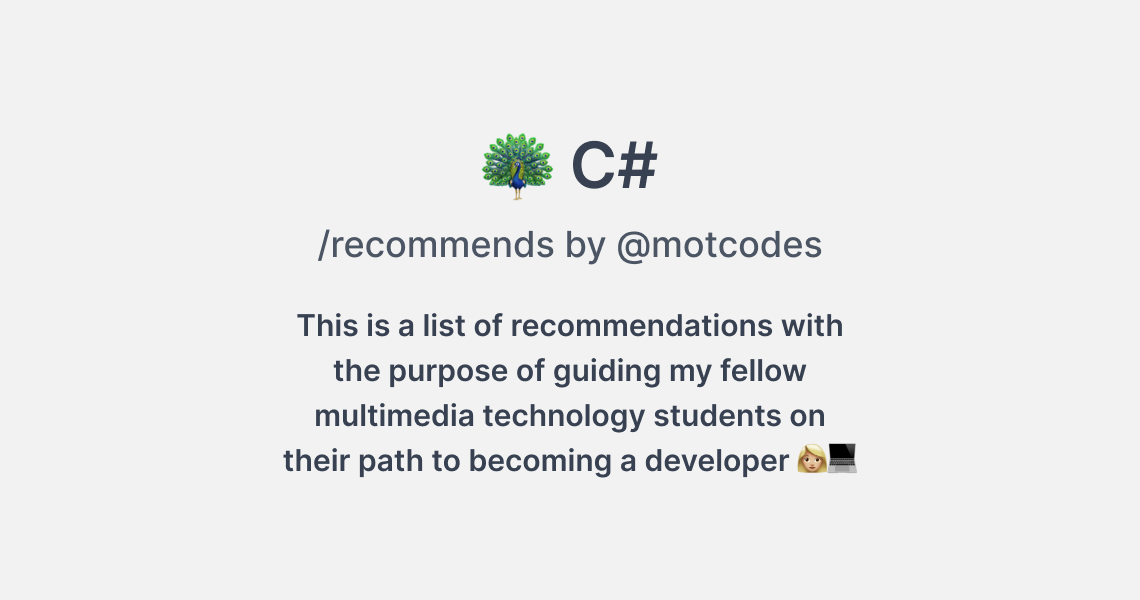 🦚 C#
/recommends by @motcodes
This is a list of recommendations with
the purpose of guiding my fellow
multimedia technology students on
their path to becoming a developer 👩🏼💻